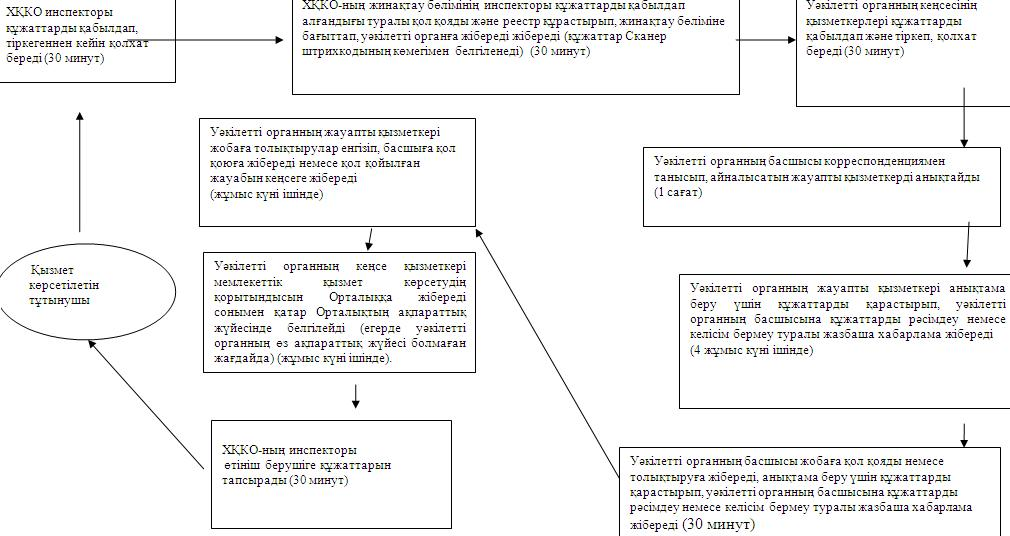 ХҚКО инспекторы
құжаттарды қабылдап,
тіркегеннен кейін қолхат
береді (30 минут)
ХҚКО-ның жинақтау бөлімінің инспекторы құжаттарды қабылдап
алғандығы туралы қол қояды және реестр құрастырып, жинақтау бөліміне
бағыттап, уәкілетті органға жібереді жібереді (құжаттар Сканер
штрихкодының көмегімен белгіленеді) (30 минут)
Уәкілетті органның кеңсесінің
қызметкерлері құжаттарды
қабылдап және тіркеп, қолхат
береді (30 минут)
Уәкілетті органның жауапты қызметкері
жобаға толықтырулар енгізіп, басшыға қол
қоюға жібереді немесе қол қойылған
жауабын кеңсеге жібереді
(жұмыс күні ішінде)
Уәкілетті органның басшысы корреспонденциямен
танысып, айналысатын жауапты қызметкерді анықтайды
(1 сағат)
Қызмет
көрсетілетін
тұтынушы
Уәкілетті органның кеңсе қызметкері
мемлекеттік қызмет көрсетудің
қорытындысын Орталыққа жібереді
сонымен қатар Орталықтың ақпараттық
жүйесінде белгілейді (егерде уәкілетті
органның өз ақпараттық жүйесі болмаған
жағдайда) (жұмыс күні ішінде).
Уәкілетті органның жауапты қызметкері анықтама
беру үшін құжаттарды қарастырып, уәкілетті
органның басшысына құжаттарды рәсімдеу немесе
келісім бермеу туралы жазбаша хабарлама жібереді
(4 жұмыс күні ішінде)
ХҚКО-ның инспекторы
өтініш берушіге құжаттарын
тапсырады (30 минут)
Уәкілетті органның басшысы жобаға қол қояды немесе
толықтыруға жібереді, анықтама беру үшін құжаттарды
қарастырып, уәкілетті органның басшысына құжаттарды
рәсімдеу немесе келісім бермеу туралы жазбаша хабарлама
жібереді (30 минут)